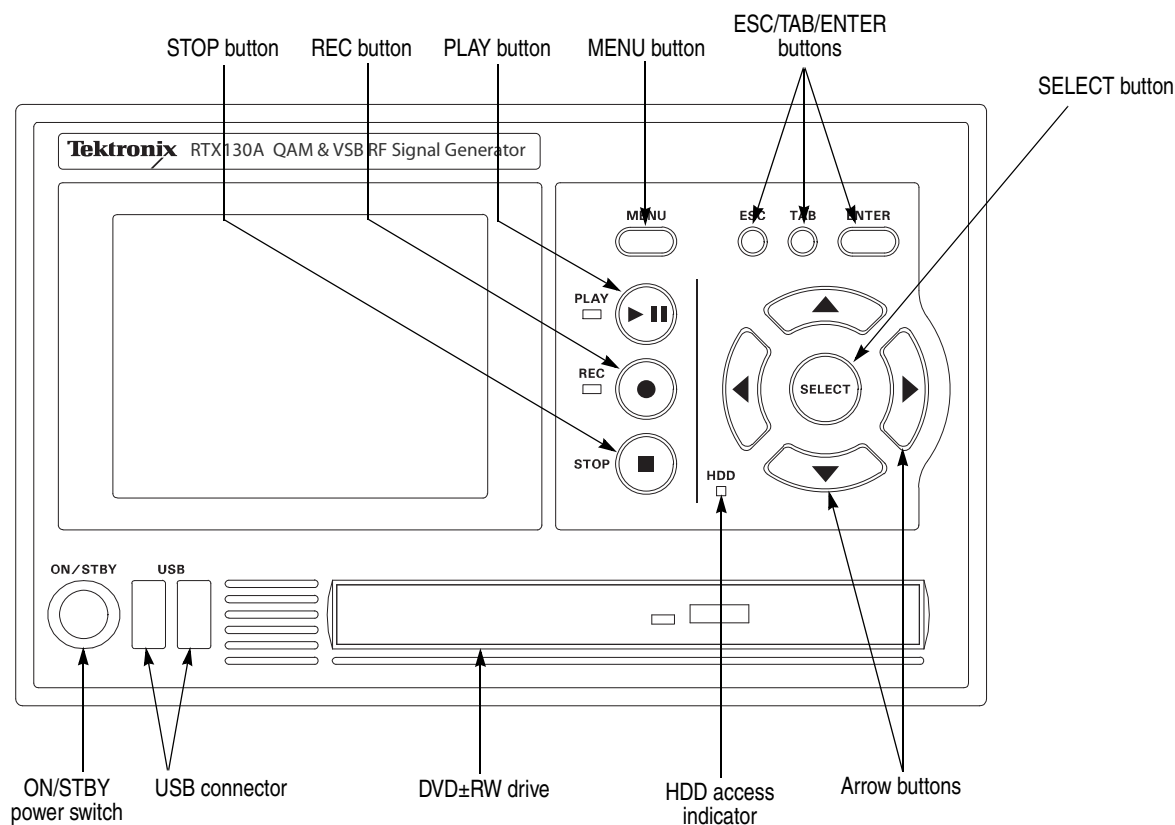 ESC/TAB/ENTER
buttons
STOP button
REC button
PLAY button
MENU button
SELECT button
Tektronix RTX130A QAM & VSB RF Signal Generator
MENU
ESC
TAB
ENTER
PLAY
REC
SELECT
STOP
HDD
ON/STBY
USB
ON/STBY
power switch
USB connector
DVD±RW drive
HDD access
indicator
Arrow buttons